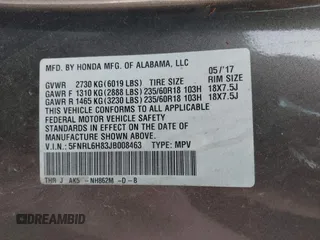 MFD. BY HONDA MFG. OF ALABAMA, LLC
05/'17
GVWR 2730 KG(6019 LBS) TIRE SIZE RIM SIZE
GAWR F 1310 KG(2888 LBS)235/60R18 103H 18X7.5J
GAWR R 1465 KG(3230 LBS)235/60R18 103H 18X7.5J
THIS VEHICLE CONFORMS TO ALL APPLICABLE
FEDERAL MOTOR VEHICLE SAFETY STANDARDS
IN EFFECT ON THE DATE OF MANUFACTURE
SHOWN ABOVE.
V.I.N.: 5FNRL6H83JB008463 TYPE: MPV
THR J AK5 NH862M -D - B
DREAMBID